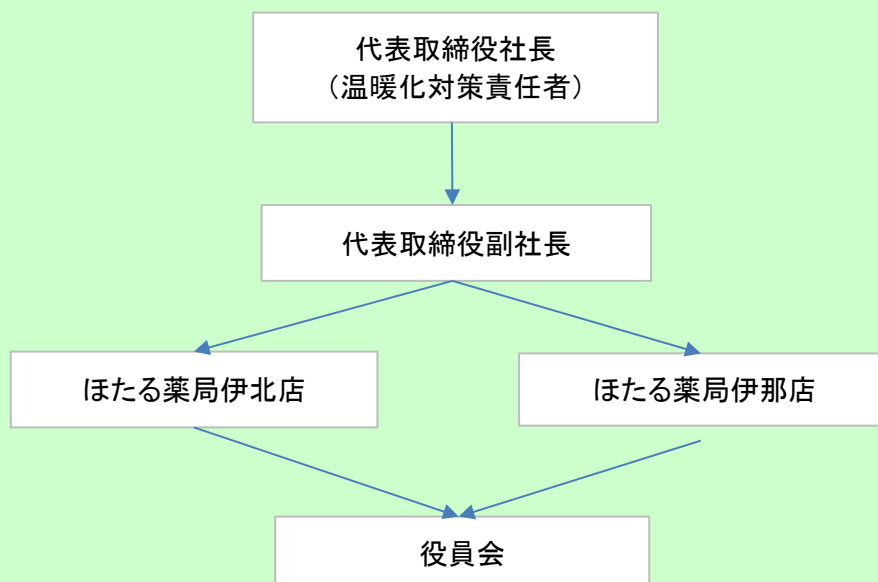 代表取締役社長
（温暖化対策責任者）
代表取締役副社長
ほたる薬局伊北店
ほたる薬局伊那店
役員会